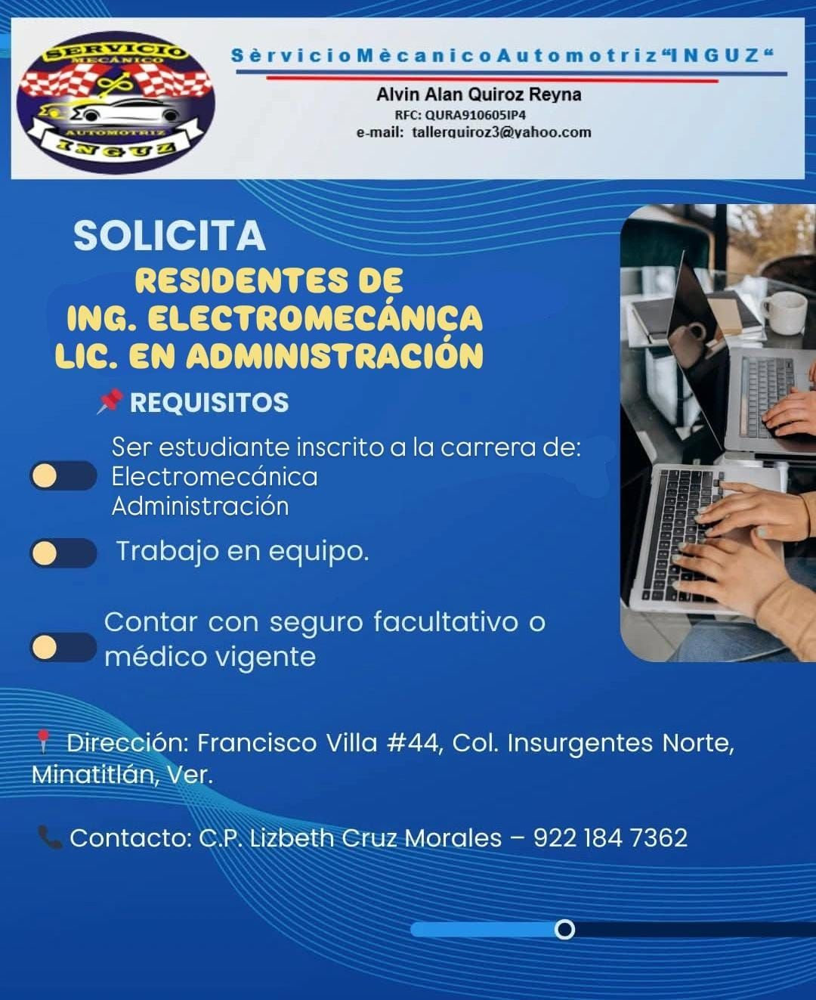 SERVICIO
MECÁNICO
AUTOMOTRIZ
INGUZ
SèrvicioMècanicoAutomotriz“INGUZ“
Alvin Alan Quiroz Reyna
RFC: QURA910605IP4
e-mail: tallerquiroz3@yahoo.com
SOLICITA
RESIDENTES DE
ING. ELECTROMECÁNICA
LIC. EN ADMINISTRACIÓN
📌 REQUISITOS
Ser estudiante inscrito a la carrera de:
Electromecánica
Administración
Trabajo en equipo.
Contar con seguro facultativo o
médico vigente
📍 Dirección: Francisco Villa #44, Col. Insurgentes Norte,
Minatitlán, Ver.
📞 Contacto: C.P. Lizbeth Cruz Morales – 922 184 7362